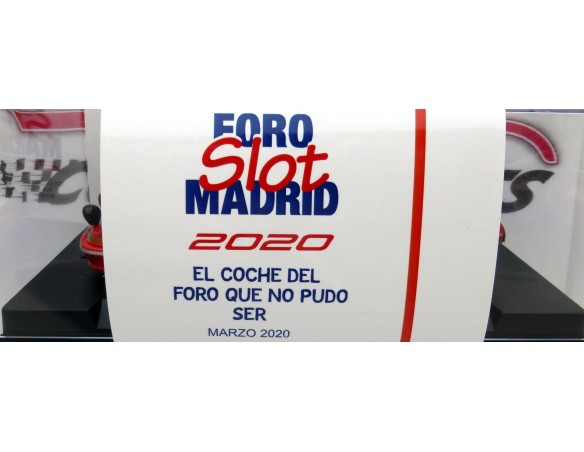 FORO
Slot
MADRID
2020
EL COCHE DEL
FORO QUE NO PUDO
SER
MARZO 2020